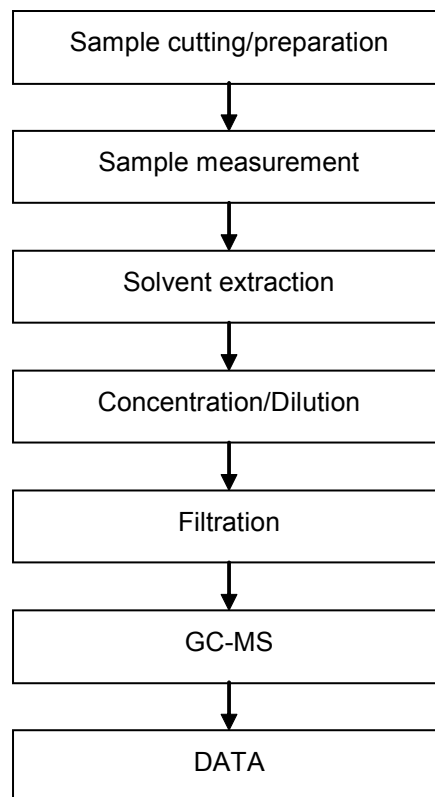 Sample cutting/preparation
Sample measurement
Solvent extraction
Concentration/Dilution
Filtration
GC-MS
DATA